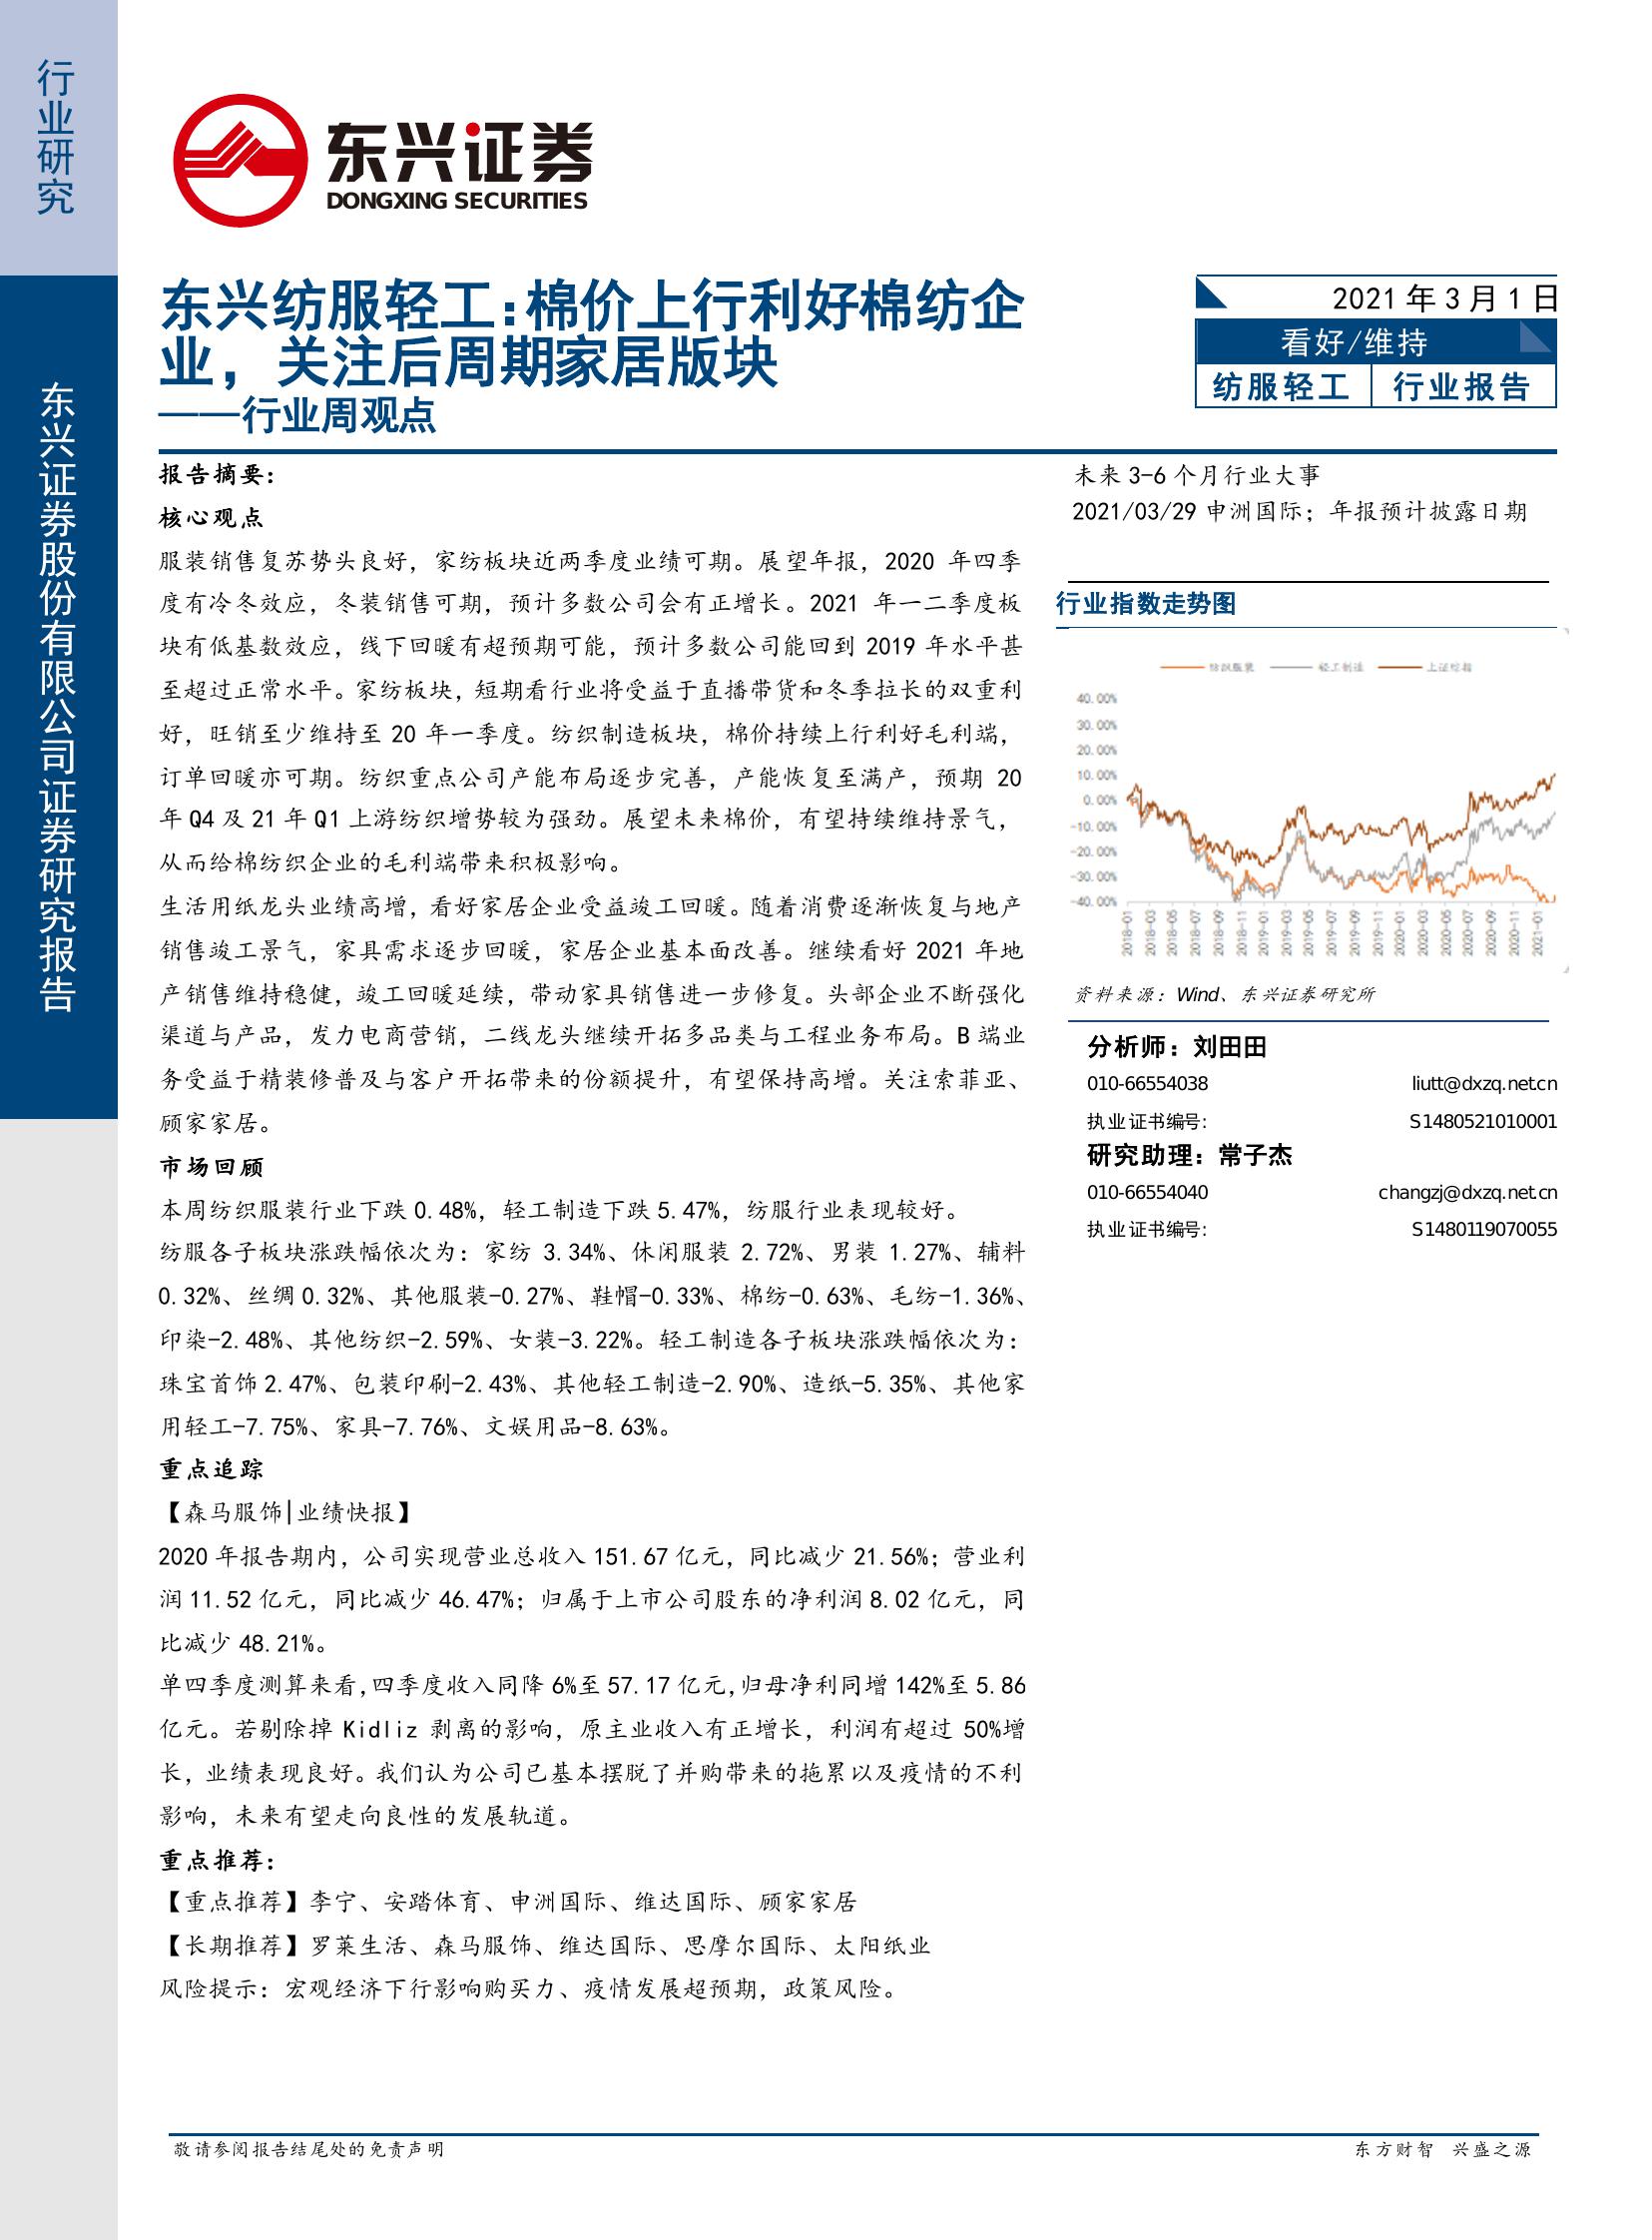 行业研究
东兴证券股份有限公司证券研究报告
东兴证券
DONGXING SECURITIES
东兴纺服轻工:棉价上行利好棉纺企
业，关注后周期家居版块
——行业周观点
2021 年 3 月 1 日
看好/维持
纺服轻工 行业报告
报告摘要：
核心观点
服装销售复苏势头良好，家纺板块近两季度业绩可期。展望年报，2020 年四季
度有冷冬效应，冬装销售可期，预计多数公司会有正增长。2021 年一二季度板
块有低基数效应，线下回暖有超预期可能，预计多数公司能回到 2019 年水平甚
至超过正常水平。家纺板块，短期看行业将受益于直播带货和冬季拉长的双重利
好，旺销至少维持至 20 年一季度。纺织制造板块，棉价持续上行利好毛利端，
订单回暖亦可期。纺织重点公司产能布局逐步完善，产能恢复至满产，预期 20
年 Q4 及 21 年 Q1 上游纺织增势较为强劲。展望未来棉价，有望持续维持景气，
从而给棉纺织企业的毛利端带来积极影响。
生活用纸龙头业绩高增，看好家居企业受益竣工回暖。随着消费逐渐恢复与地产
销售竣工景气，家具需求逐步回暖，家居企业基本面改善。继续看好 2021 年地
产销售维持稳健，竣工回暖延续，带动家具销售进一步修复。头部企业不断强化
渠道与产品，发力电商营销，二线龙头继续开拓多品类与工程业务布局。B 端业
务受益于精装修普及与客户开拓带来的份额提升，有望保持高增。关注索菲亚、
顾家家居。
市场回顾
本周纺织服装行业下跌 0.48%，轻工制造下跌 5.47%，纺服行业表现较好。
纺服各子板块涨跌幅依次为：家纺 3.34%、休闲服装 2.72%、男装 1.27%、辅料
0.32%、丝绸 0.32%、其他服装-0.27%、鞋帽-0.33%、棉纺-0.63%、毛纺-1.36%、
印染-2.48%、其他纺织-2.59%、女装-3.22%。轻工制造各子板块涨跌幅依次为：
珠宝首饰 2.47%、包装印刷-2.43%、其他轻工制造-2.90%、造纸-5.35%、其他家
用轻工-7.75%、家具-7.76%、文娱用品-8.63%。
重点追踪
【森马服饰|业绩快报】
2020 年报告期内，公司实现营业总收入 151.67 亿元，同比减少 21.56%；营业利
润 11.52 亿元，同比减少 46.47%；归属于上市公司股东的净利润 8.02 亿元，同
比减少 48.21%。
单四季度测算来看,四季度收入同降 6%至 57.17 亿元,归母净利同增 142%至 5.86
亿元。若剔除掉 Kidliz 剥离的影响，原主业收入有正增长，利润有超过 50%增
长，业绩表现良好。我们认为公司已基本摆脱了并购带来的拖累以及疫情的不利
影响，未来有望走向良性的发展轨道。
重点推荐：
【重点推荐】李宁、安踏体育、申洲国际、维达国际、顾家家居
【长期推荐】罗莱生活、森马服饰、维达国际、思摩尔国际、太阳纸业
风险提示：宏观经济下行影响购买力、疫情发展超预期，政策风险。
未来 3-6 个月行业大事
2021/03/29 申洲国际；年报预计披露日期
行业指数走势图
纺织服装 轻工制造 上证综指
40.00%
30.00%
20.00%
10.00%
0.00%
-10.00%
-20.00%
-30.00%
-40.00%
2018-01 2018-03 2018-05 2018-07 2018-09 2018-11 2019-01 2019-03 2019-05 2019-07 2019-09 2019-11 2020-01 2020-03 2020-05 2020-07 2020-09 2020-11 2021-01
资料来源：Wind、东兴证券研究所
分析师：刘田田
010-66554038 liutt@dxzq.net.cn
执业证书编号: S1480521010001
研究助理：常子杰
010-66554040 changzj@dxzq.net.cn
执业证书编号: S1480119070055
敬请参阅报告结尾处的免责声明
东方财智 兴盛之源